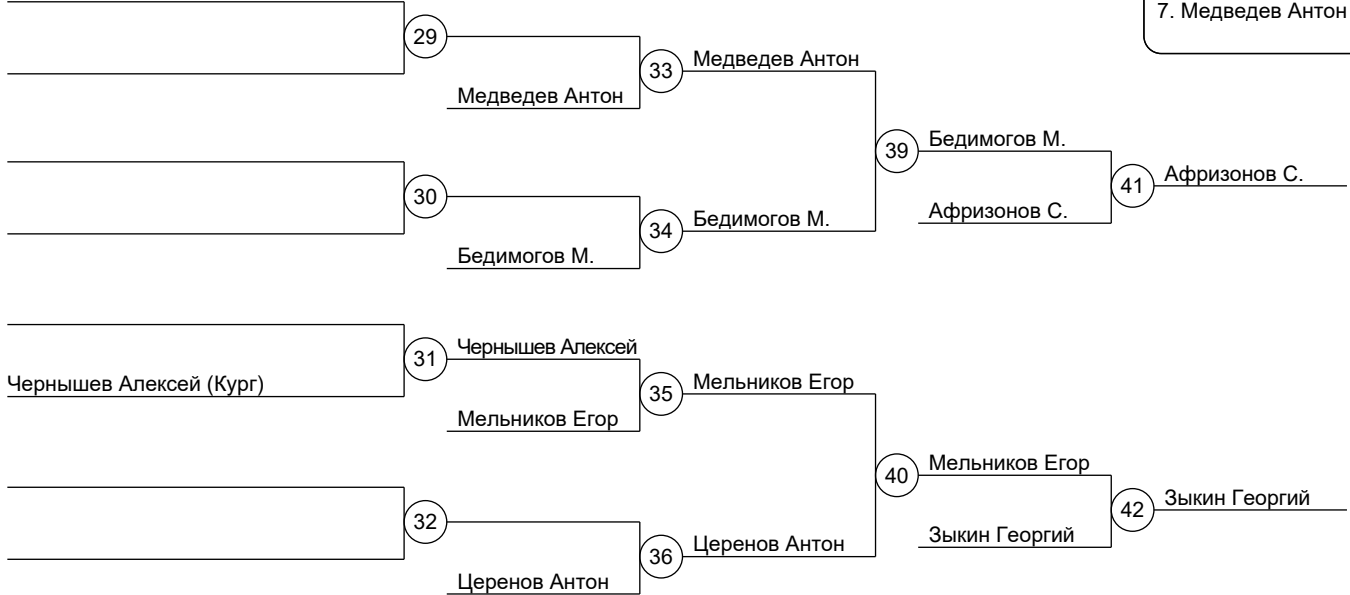 7. Медведев Антон
29
33
Медведев Антон
Медведев Антон
39
Бедимогов М.
41
Афризонов С.
30
Афризонов С.
34
Бедимогов М.
Бедимогов М.
31
Чернышев Алексей
Чернышев Алексей (Кург)
35
Мельников Егор
Мельников Егор
40
Мельников Егор
42
Зыкин Георгий
32
Зыкин Георгий
36
Церенов Антон
Церенов Антон